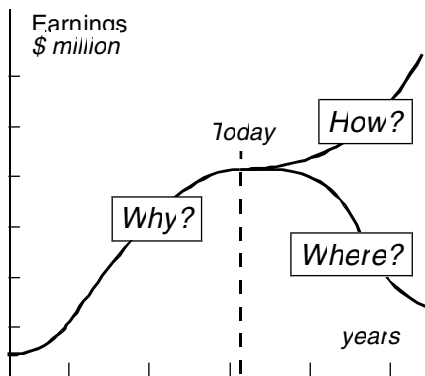 Earnings
$ million
Today
How?
Why?
Where?
years